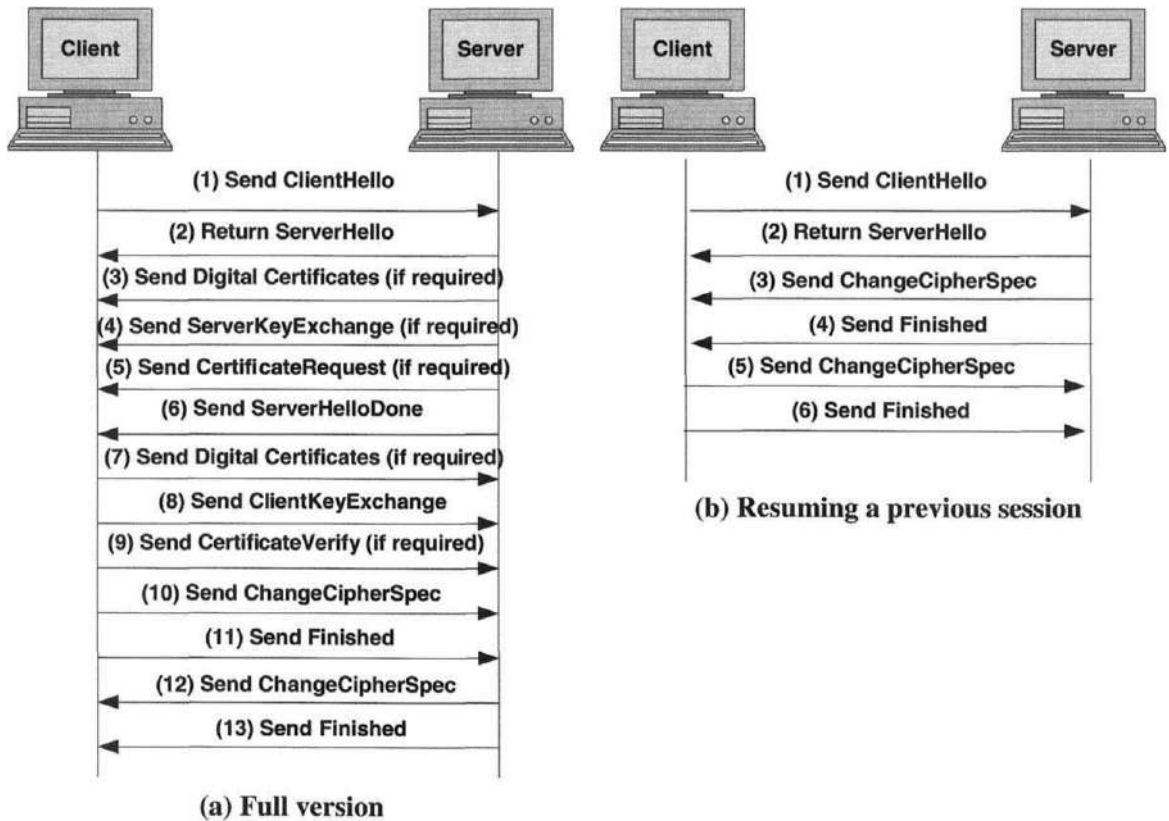 Client
Server
(1) Send ClientHello
(2) Return ServerHello
(3) Send Digital Certificates (if required)
(4) Send ServerKeyExchange (if required)
(5) Send CertificateRequest (if required)
(6) Send ServerHelloDone
(7) Send Digital Certificates (if required)
(8) Send ClientKeyExchange
(9) Send CertificateVerify (if required)
(10) Send ChangeCipherSpec
(11) Send Finished
(12) Send ChangeCipherSpec
(13) Send Finished
(a) Full version
Client
Server
(1) Send ClientHello
(2) Return ServerHello
(3) Send ChangeCipherSpec
(4) Send Finished
(5) Send ChangeCipherSpec
(6) Send Finished
(b) Resuming a previous session